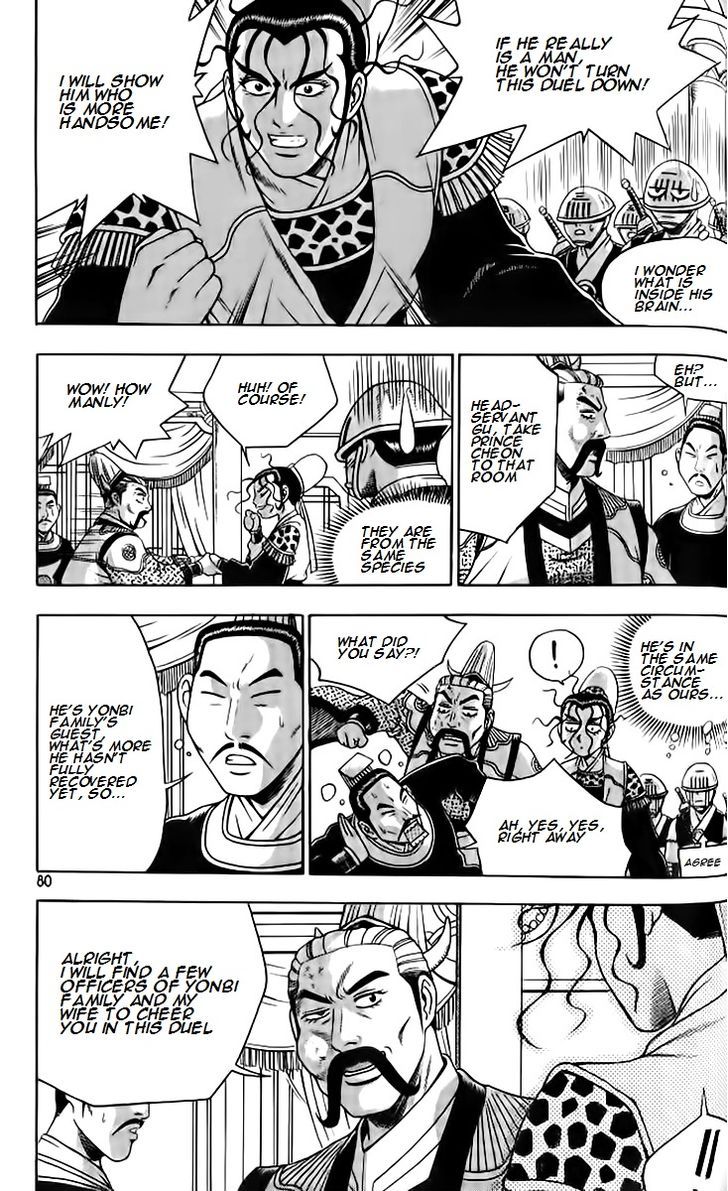 I WILL SHOW
HIM WHO
IS MORE
HANDSOME!
IF HE REALLY
IS A MAN,
HE WON'T TURN
THIS DUEL DOWN!
I WONDER
WHAT IS
INSIDE HIS
BRAIN...
WOW! HOW
MANLY!
HUH! OF
COURSE!
THEY ARE
FROM THE
SAME
SPECIES
HEAD-
SERVANT
GU, TAKE
PRINCE
CHEON
TO THAT
ROOM
EH?
BUT...
HE'S YONBI
FAMILY'S
GUEST,
WHAT'S MORE
HE HASN'T
FULLY
RECOVERED
YET, SO...
WHAT DID
YOU SAY?!
!
HE'S IN
THE SAME
CIRCUM-
STANCE
AS OURS...
AH, YES, YES,
RIGHT AWAY
AGREE
80
ALRIGHT,
I WILL FIND A FEW
OFFICERS OF YONBI
FAMILY AND MY
WIFE TO CHEER
YOU IN THIS DUEL
!!